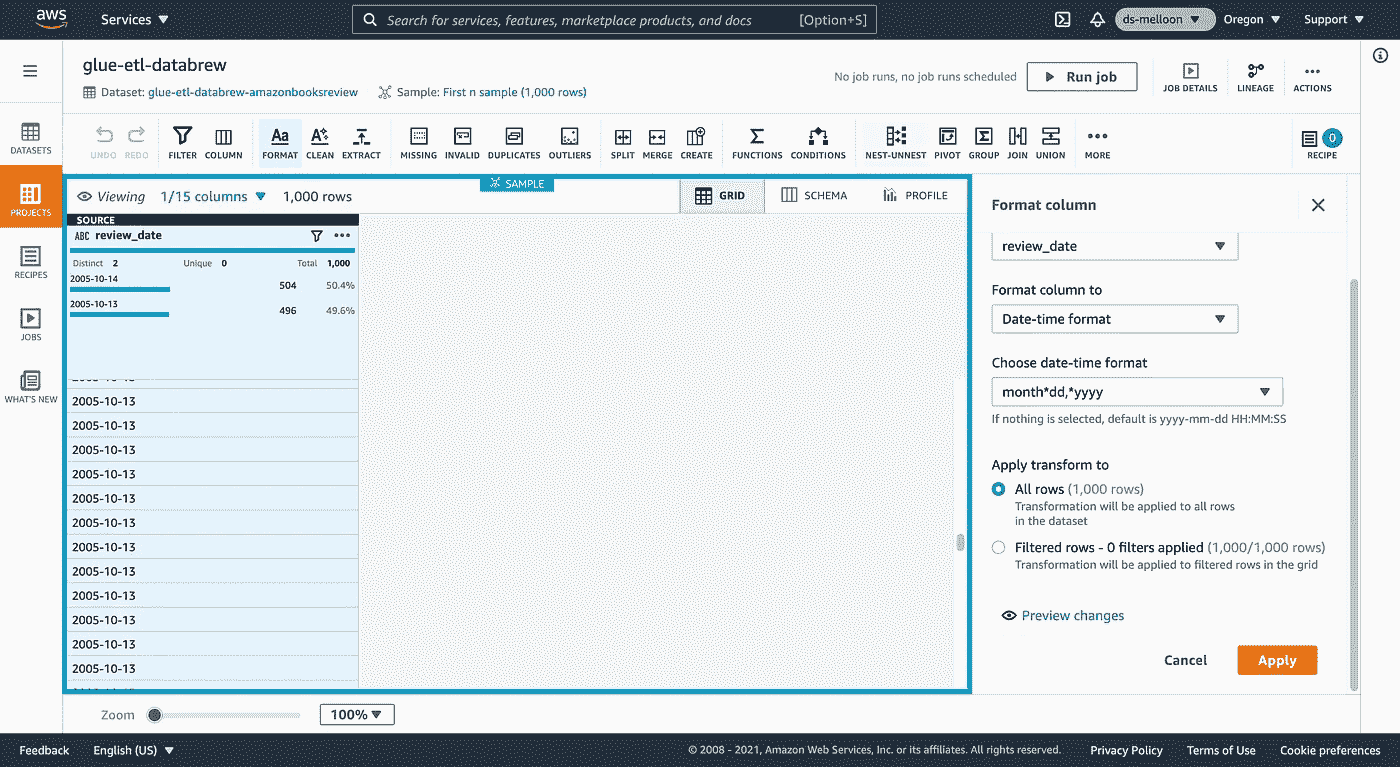 aws
Services ▼
Search for services, features, marketplace products, and docs [Option+S]
ds-melloon ▼
Oregon ▼
Support ▼
glue-etl-databrew
Dataset: glue-etl-databrew-amazonbooksreview
Sample: First n sample (1,000 rows)
No job runs, no job runs scheduled
Run job
JOB DETAILS
LINEAGE
ACTIONS
DATASETS
PROJECTS
RECIPES
JOBS
WHAT'S NEW
UNDO
REDO
FILTER
COLUMN
Aa
FORMAT
CLEAN
EXTRACT
MISSING
INVALID
DUPLICATES
OUTLIERS
SPLIT
MERGE
CREATE
FUNCTIONS
CONDITIONS
NEST-UNNEST
PIVOT
GROUP
JOIN
UNION
MORE
0
RECIPE
Viewing 1/15 columns ▼ 1,000 rows
SAMPLE
GRID
SCHEMA
PROFILE
SOURCE
ABC review_date
Distinct 2 Unique 0 Total 1,000
2005-10-14
504 50.4%
2005-10-13
496 49.6%
2005-10-13
2005-10-13
2005-10-13
2005-10-13
2005-10-13
2005-10-13
2005-10-13
2005-10-13
2005-10-13
2005-10-13
2005-10-13
2005-10-13
Format column
review_date
Format column to
Date-time format
Choose date-time format
month*dd,*yyyy
If nothing is selected, default is yyyy-mm-dd HH:MM:SS
Apply transform to
All rows (1,000 rows)
Transformation will be applied to all rows
in the dataset
Filtered rows - 0 filters applied (1,000/1,000 rows)
Transformation will be applied to filtered rows in the grid
Preview changes
Cancel
Apply
Zoom
100% ▼
Feedback
English (US) ▼
© 2008 - 2021, Amazon Web Services, Inc. or its affiliates. All rights reserved.
Privacy Policy
Terms of Use
Cookie preferences